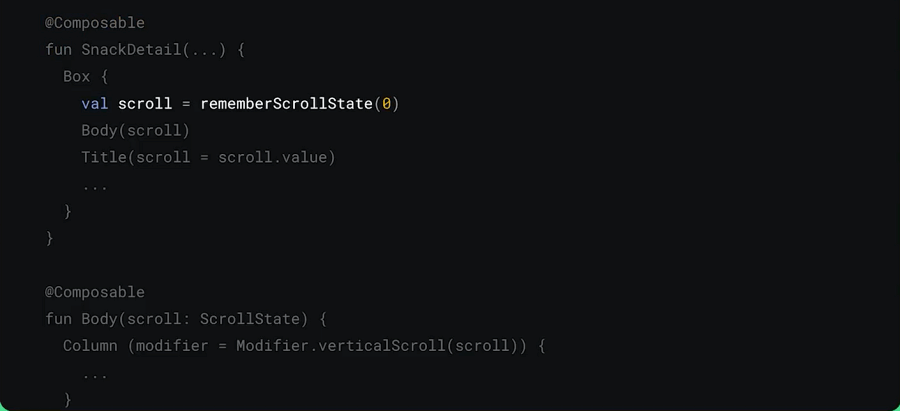 @Composable
fun SnackDetail(...) {
  Box {
    val scroll = rememberScrollState(0)
    Body(scroll)
    Title(scroll = scroll.value)
    ...
  }
}

@Composable
fun Body(scroll: ScrollState) {
  Column (modifier = Modifier.verticalScroll(scroll)) {
    ...
  }